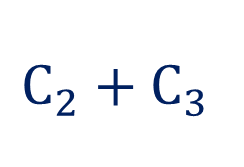 C₂ + C₃